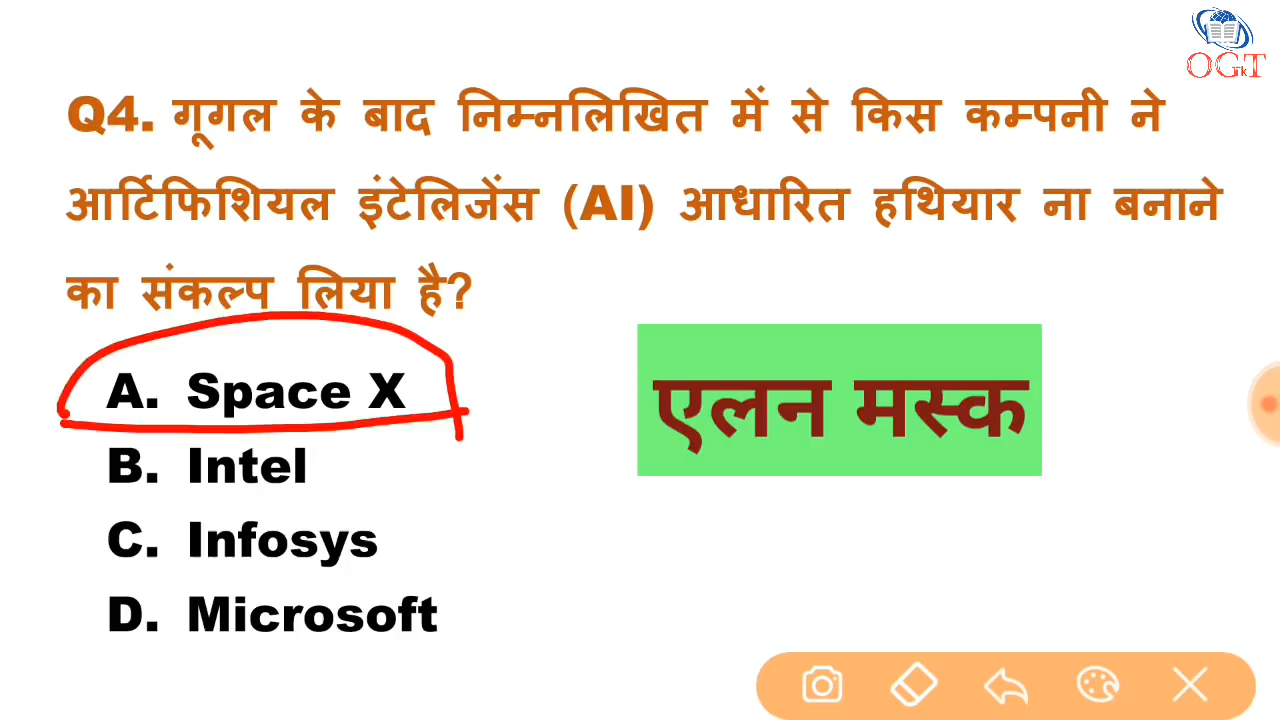 OGT
rk
Q4. गूगल के बाद निम्नलिखित में से किस कम्पनी ने
आर्टिफिशियल इंटेलिजेंस (AI) आधारित हथियार ना बनाने
का संकल्प लिया है?
A. Space X
एलन मस्क
B. Intel
C. Infosys
D. Microsoft